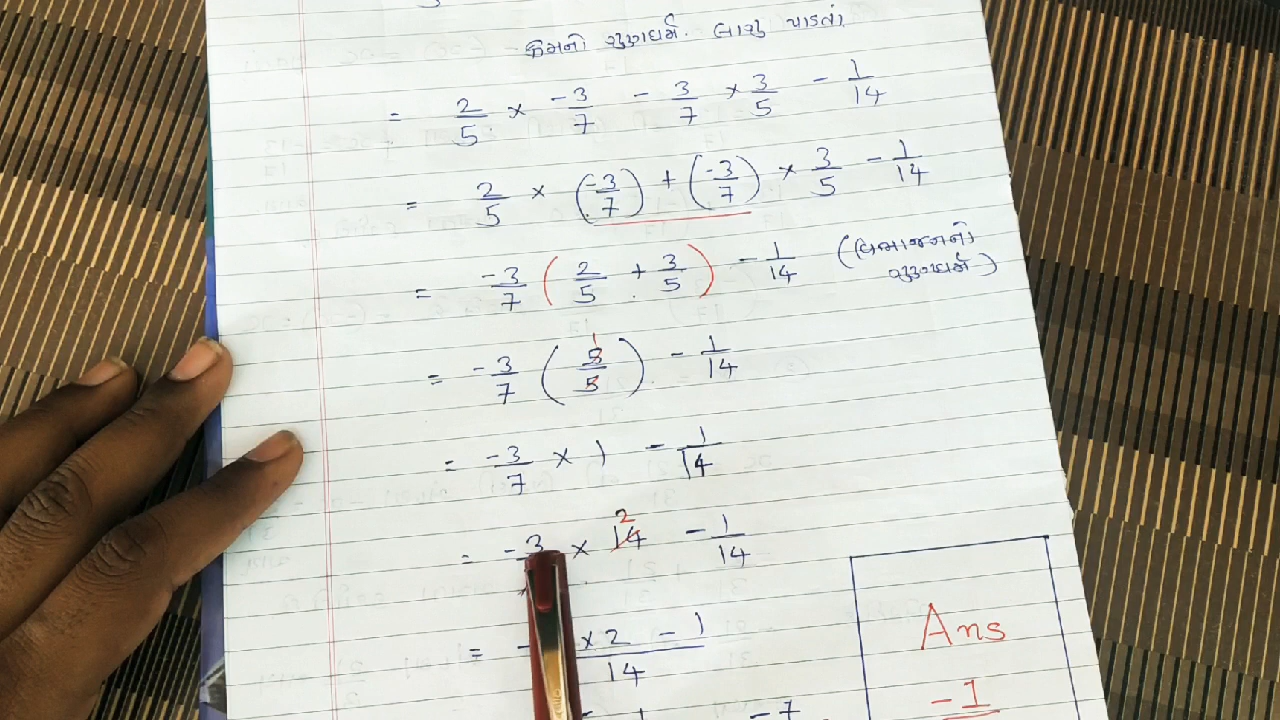 ક્રમનો ગુણધર્મ. લાગુ પાડતાં
= 2/5 × -3/7 - 3/7 × 3/5 - 1/14
= 2/5 × (-3/7) + (-3/7) × 3/5 - 1/14
= -3/7 (2/5 + 3/5) - 1/14 (વિભાજનનો ગુણધર્મ)
= -3/7 (5/5) 1 - 1/14
= -3/7 × 1 - 1/14
= -3 × 14 2 - 1/14
= - × 2 - 1 / 14
-7
Ans
-1